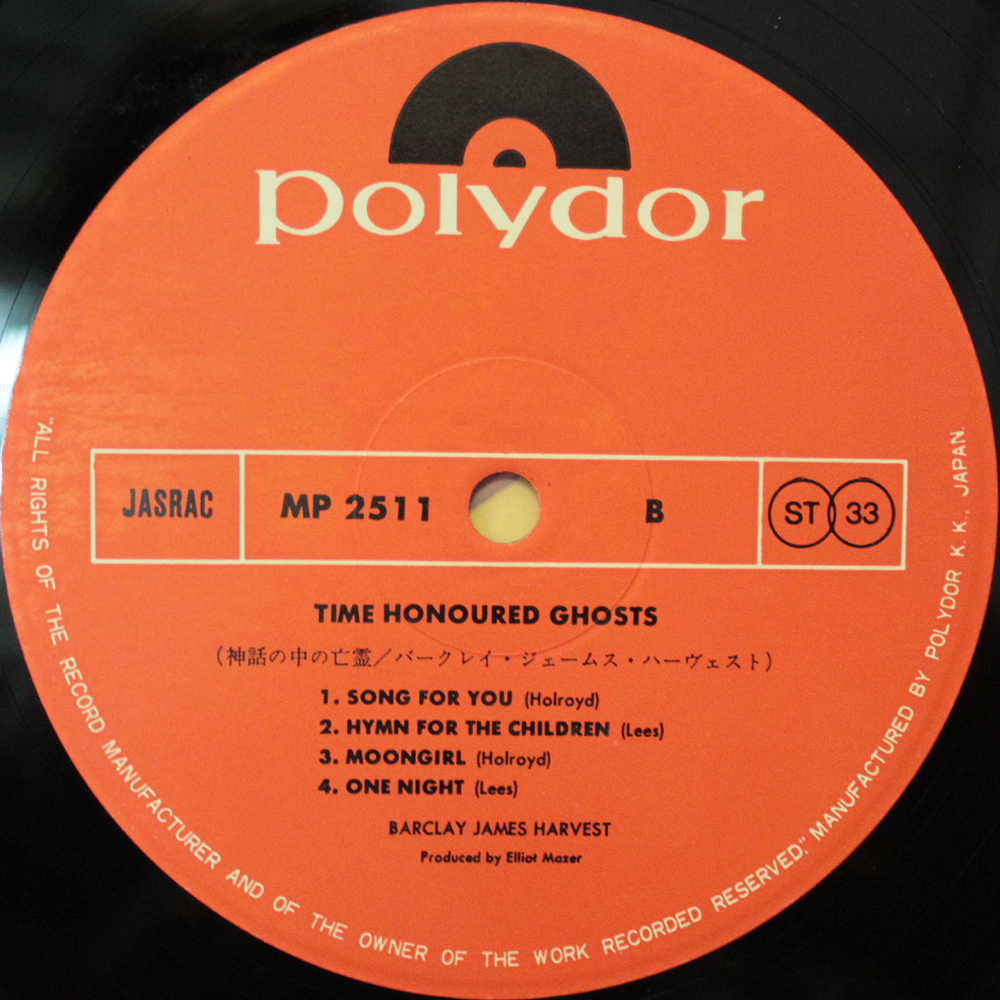 polydor
JASRAC
MP 2511
B
ST 33
TIME HONOURED GHOSTS
(神話の中の亡霊/バークレイ・ジェームス・ハーヴェスト)
1. SONG FOR YOU (Holroyd)
2. HYMN FOR THE CHILDREN (Lees)
3. MOONGIRL (Holroyd)
4. ONE NIGHT (Lees)
BARCLAY JAMES HARVEST
Produced by Elliot Mazer
"ALL RIGHTS OF THE RECORD MANUFACTURER AND OF THE OWNER OF THE WORK RECORDED RESERVED." MANUFACTURED BY POLYDOR K. K., JAPAN.